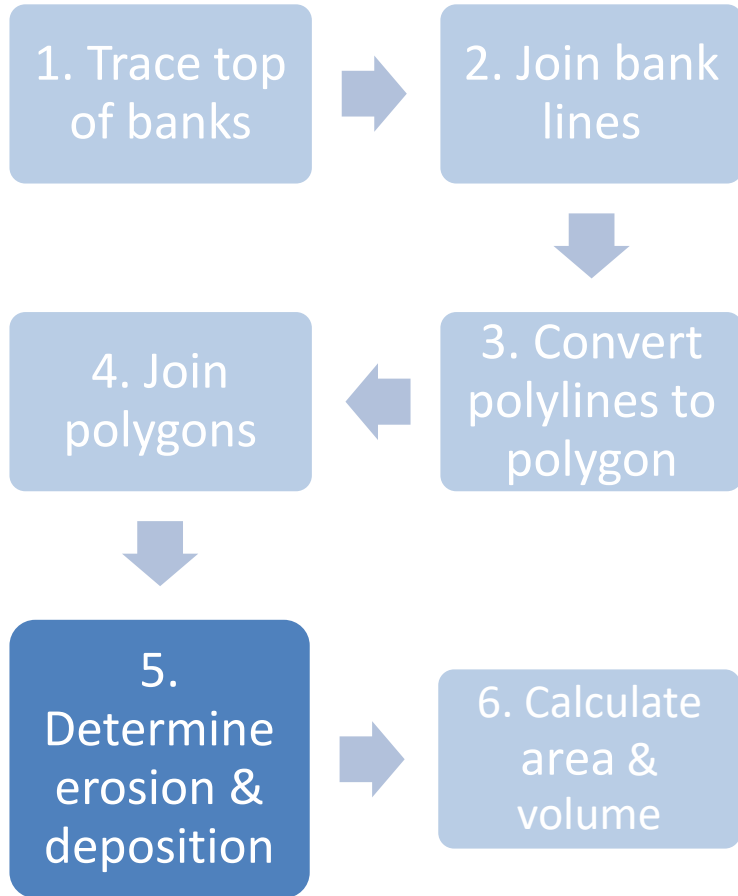 1. Trace top
of banks
2. Join bank
lines
3. Convert
polylines to
polygon
4. Join
polygons
5.
Determine
erosion &
deposition
6. Calculate
area &
volume